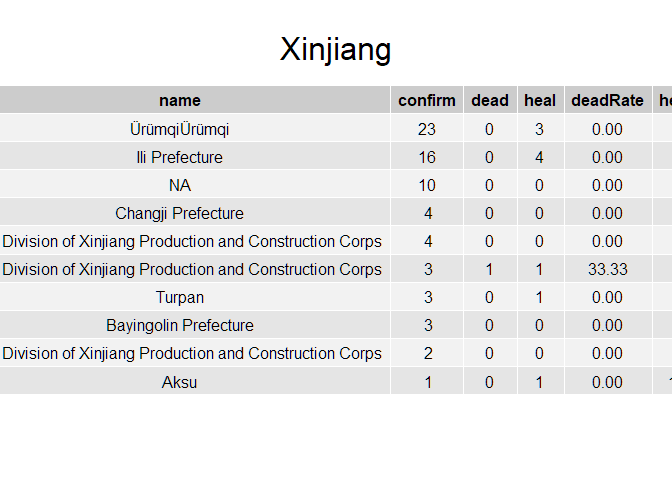 Xinjiang
name confirm dead heal deadRate
ÜrümqiÜrümqi 23 0 3 0.00
Ili Prefecture 16 4 0 0.00
NA 10 0 0 0.00
Changji Prefecture 4 0 0 0.00
Division of Xinjiang Production and Construction Corps 4 0 0 0.00
Division of Xinjiang Production and Construction Corps 3 1 1 33.33
Turpan 3 0 1 0.00
Bayingolin Prefecture 3 0 0 0.00
Division of Xinjiang Production and Construction Corps 2 0 0 0.00
Aksu 1 0 1 0.00